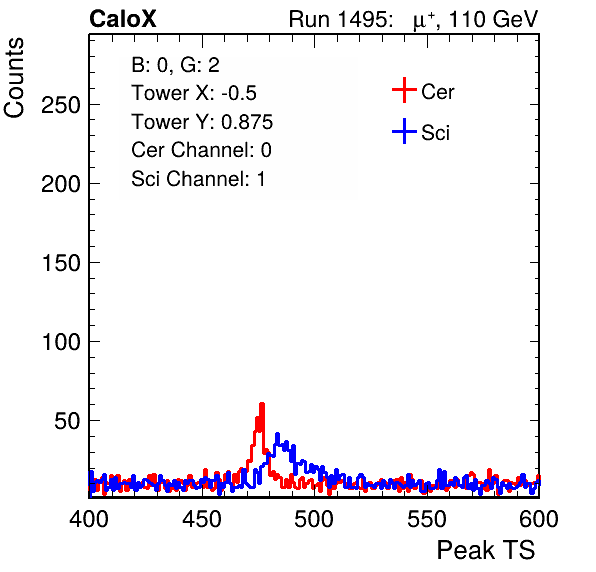 CaloX Run 1495: μ⁺, 110 GeV
Counts
B: 0, G: 2
Tower X: -0.5
Tower Y: 0.875
Cer Channel: 0
Sci Channel: 1
Cer
Sci
250
200
150
100
50
400 450 500 550 600
Peak TS